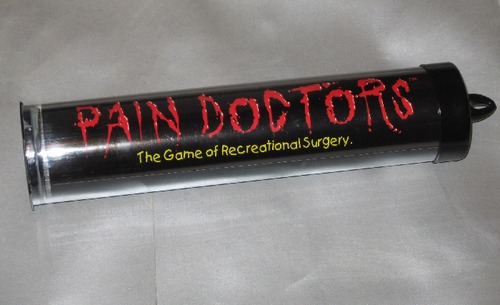 PAIN DOCTORS™
The Game of Recreational Surgery.